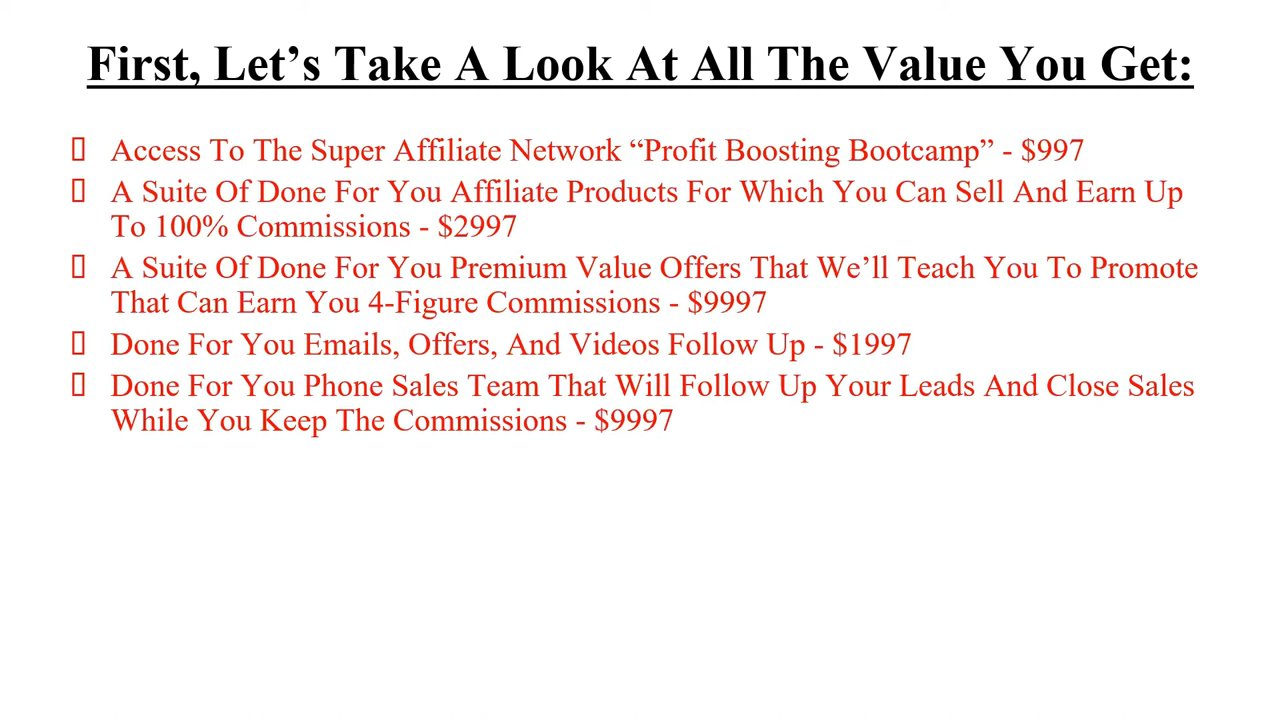 First, Let’s Take A Look At All The Value You Get:
Access To The Super Affiliate Network “Profit Boosting Bootcamp” - $997
A Suite Of Done For You Affiliate Products For Which You Can Sell And Earn Up
To 100% Commissions - $2997
A Suite Of Done For You Premium Value Offers That We’ll Teach You To Promote
That Can Earn You 4-Figure Commissions - $9997
Done For You Emails, Offers, And Videos Follow Up - $1997
Done For You Phone Sales Team That Will Follow Up Your Leads And Close Sales
While You Keep The Commissions - $9997